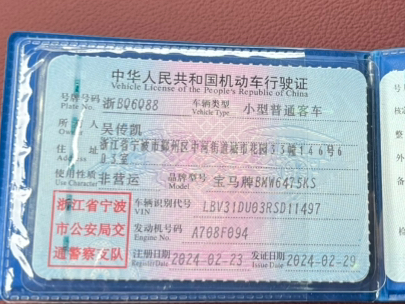 中华人民共和国机动车行驶证
Vehicle License of the People's Republic of China
号牌号码 浙BQ6Q88 车辆类型 小型普通客车
Plate No. Vehicle Type
所有人 吴传凯
Owner
住址 浙江省宁波市鄞州区中河街道
使用性质 非营运 品牌型号 宝马牌BMW6475KS
Use Character Model
浙江省宁波
市公安局交
通警察支队
车辆识别代号 LBV31DU03RSD11497
VIN
发动机号码 A708F094
Engine No.
注册日期 2024-02-23 发证日期 2024-02-29
Register Date Issue Date